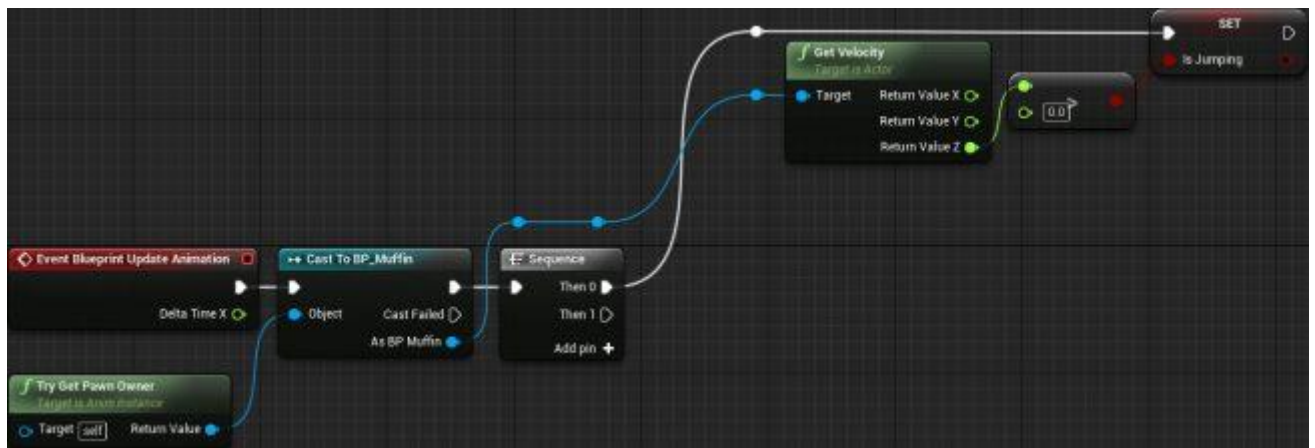 SET
Is Jumping
f Get Velocity
Target is Actor
Target Return Value X
Return Value Y
Return Value Z
>
0.0
Event Blueprint Update Animation
Delta Time X
Cast To BP_Muffin
Object Cast Failed
As BP Muffin
Sequence
Then 0
Then 1
Add pin +
f Try Get Pawn Owner
Target is Anim Instance
Target self Return Value